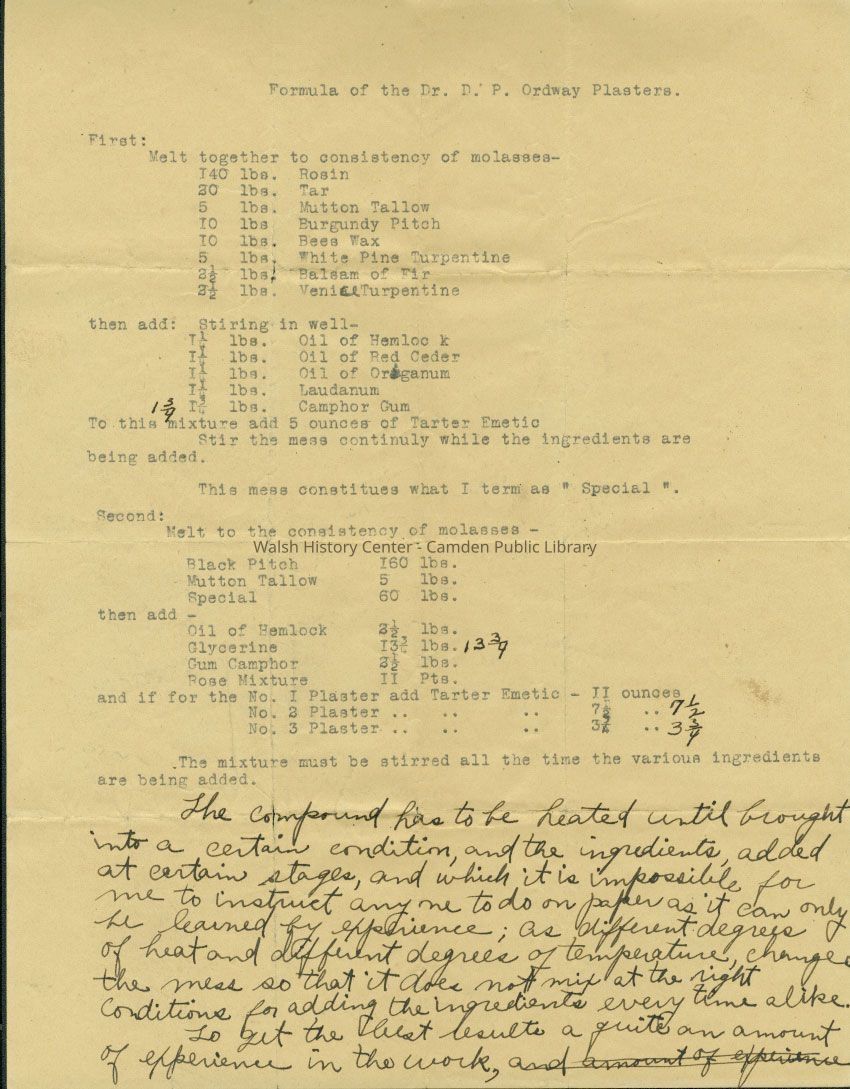 Formula of the Dr. D. P. Ordway Plasters.
First:
Melt together to consistency of molasses-
I40 lbs. Rosin
20 lbs. Tar
5 lbs. Mutton Tallow
IO lbs Burgundy Pitch
IO lbs. Bees Wax
5 lbs. White Pine Turpentine
2½ lbs. Balsam of Fir
2½ lbs. Venice Turpentine
then add: Stiring in well-
I¼ lbs. Oil of Hemloc k
I¼ lbs. Oil of Red Ceder
I¼ lbs. Oil of Origanum
I¼ lbs. Laudanum
1¾ I¾ lbs. Camphor Gum
To this mixture add 5 ounces of Tarter Emetic
Stir the mess continuly while the ingredients are
being added.
This mess constitues what I term as " Special ".
Second:
Melt to the consistency of molasses -
Walsh History Center - Camden Public Library
Black Pitch I60 lbs.
Mutton Tallow 5 lbs.
Special 60 lbs.
then add -
Oil of Hemlock 2½ lbs.
Glycerine I3¾ lbs. 13¾
Gum Camphor 2½ lbs.
Rose Mixture II Pts.
and if for the No. I Plaster add Tarter Emetic - II ounces
No. 2 Plaster .. .. .. 7½ .. 7½
No. 3 Plaster .. .. .. 3¾ .. 3¾
The mixture must be stirred all the time the various ingredients
are being added.
The compound has to be heated until brought
into a certain condition, and the ingredients, added
at certain stages, and which it is impossible for
me to instruct anyone to do on paper as it can only
be learned by experience; as different degrees
of heat and different degrees of temperature, change
the mess so that it does not mix at the right
conditions for adding the ingredients every time alike.
To get the best results a quite an amount
of experience in the work, and amount of experience